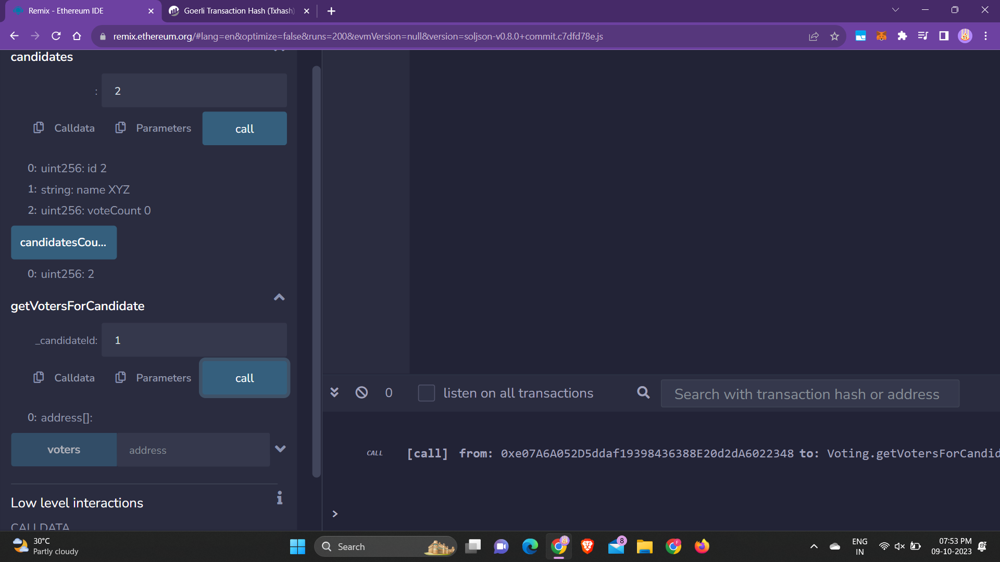 Remix - Ethereum IDE
Goerli Transaction Hash (Txhash)
remix.ethereum.org/#lang=en&optimize=false&runs=200&evmVersion=null&version=soljson-v0.8.0+commit.c7dfd78e.js
candidates
: 2
Calldata Parameters call
0: uint256: id 2
1: string: name XYZ
2: uint256: voteCount 0
candidatesCou...
0: uint256: 2
getVotersForCandidate
_candidateId: 1
Calldata Parameters call
0: address[]:
voters address
Low level interactions
CALLDATA
0 listen on all transactions Search with transaction hash or address
CALL [call] from: 0xe07A6A052D5ddaf19398436388E20d2dA6022348 to: Voting.getVotersForCandid
>
30°C
Partly cloudy
Search
8
F
ENG
IN
07:53 PM
09-10-2023